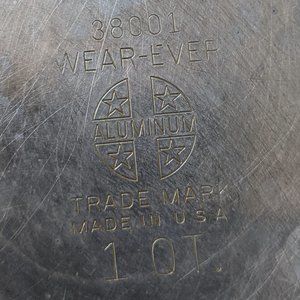 38001
WEAR-EVER
ALUMINUM
TRADE MARK
MADE IN U.S.A
1 QT.